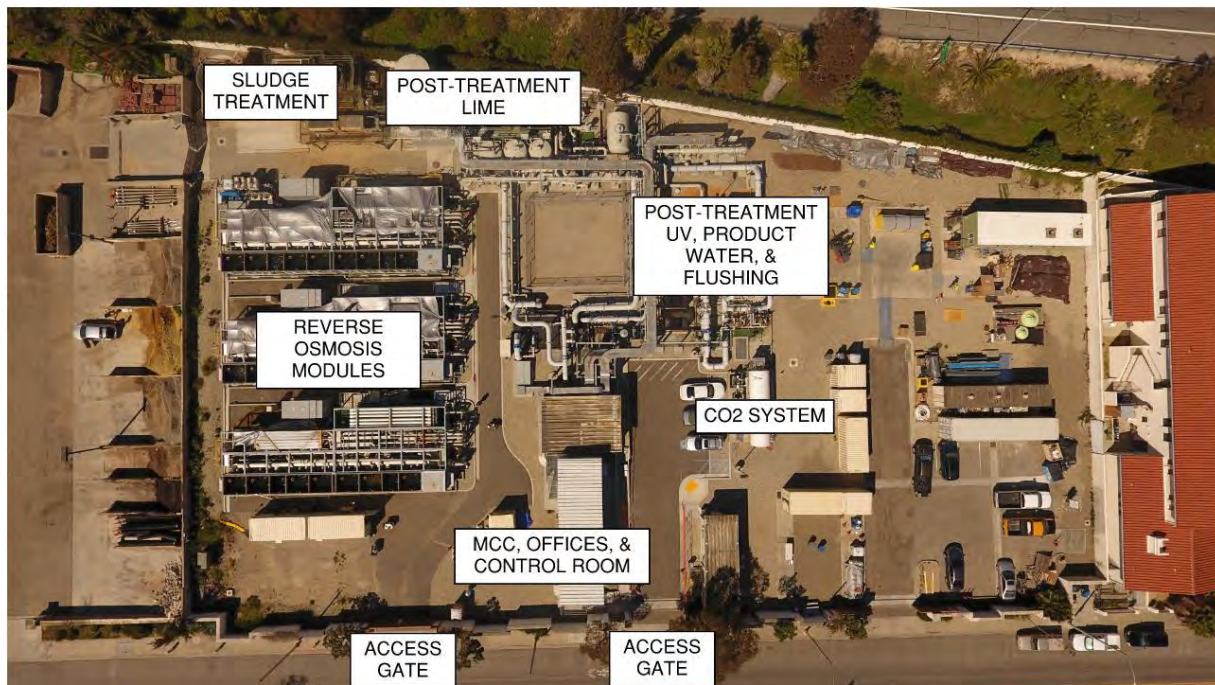 SLUDGE
TREATMENT
POST-TREATMENT
LIME
POST-TREATMENT
UV, PRODUCT
WATER, &
FLUSHING
REVERSE
OSMOSIS
MODULES
CO2 SYSTEM
MCC, OFFICES, &
CONTROL ROOM
ACCESS
GATE
ACCESS
GATE